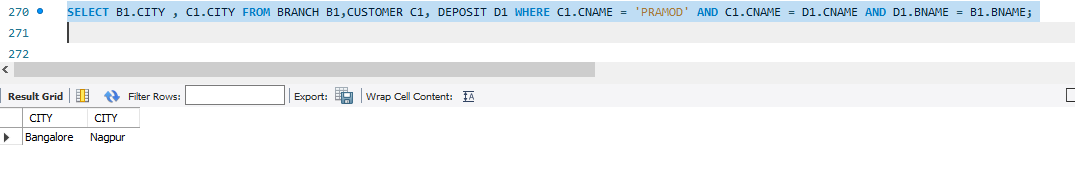 270 SELECT B1.CITY , C1.CITY FROM BRANCH B1,CUSTOMER C1, DEPOSIT D1 WHERE C1.CNAME = 'PRAMOD' AND C1.CNAME = D1.CNAME AND D1.BNAME = B1.BNAME;
271
272
Result Grid Filter Rows: Export: Wrap Cell Content:
CITY CITY
Bangalore Nagpur